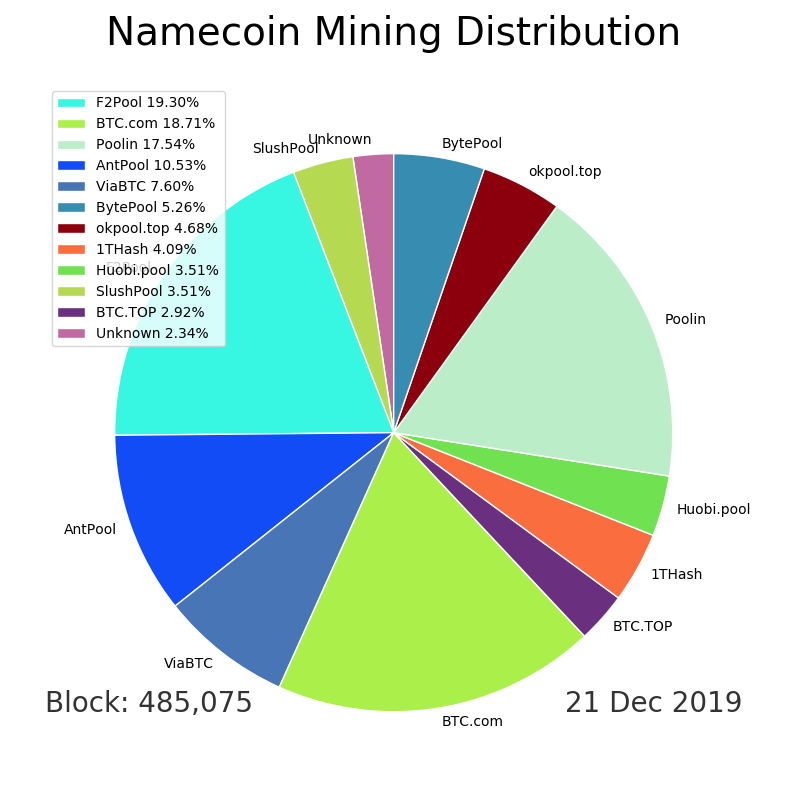 Namecoin Mining Distribution
F2Pool 19.30%
BTC.com 18.71%
Poolin 17.54%
AntPool 10.53%
ViaBTC 7.60%
BytePool 5.26%
okpool.top 4.68%
1THash 4.09%
Huobi.pool 3.51%
SlushPool 3.51%
BTC.TOP 2.92%
Unknown 2.34%
Unknown
SlushPool
BytePool
okpool.top
F2Pool
Poolin
Huobi.pool
AntPool
1THash
BTC.TOP
ViaBTC
BTC.com
Block: 485,075
21 Dec 2019